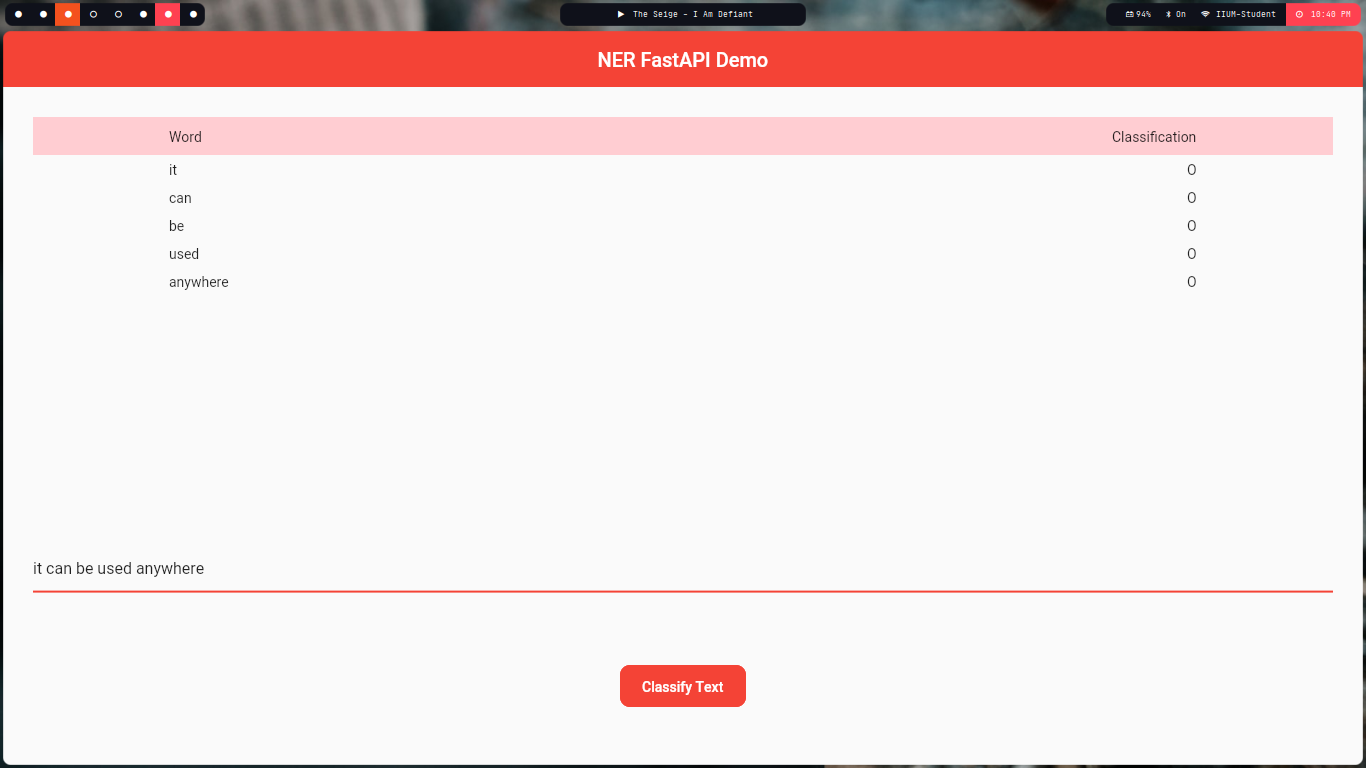 The Seige - I Am Defiant
94% On IIUM-Student 10:40 PM
NER FastAPI Demo
Word Classification
it O
can O
be O
used O
anywhere O
it can be used anywhere
Classify Text